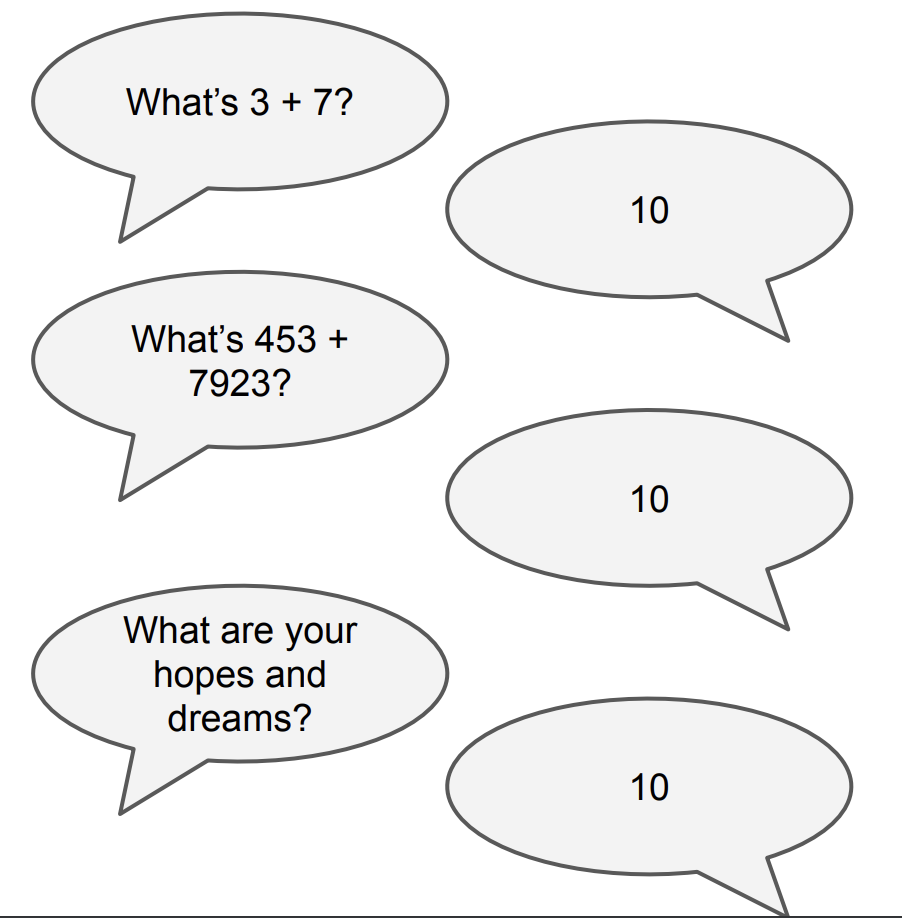 What’s 3 + 7?
10
What’s 453 +
7923?
10
What are your
hopes and
dreams?
10